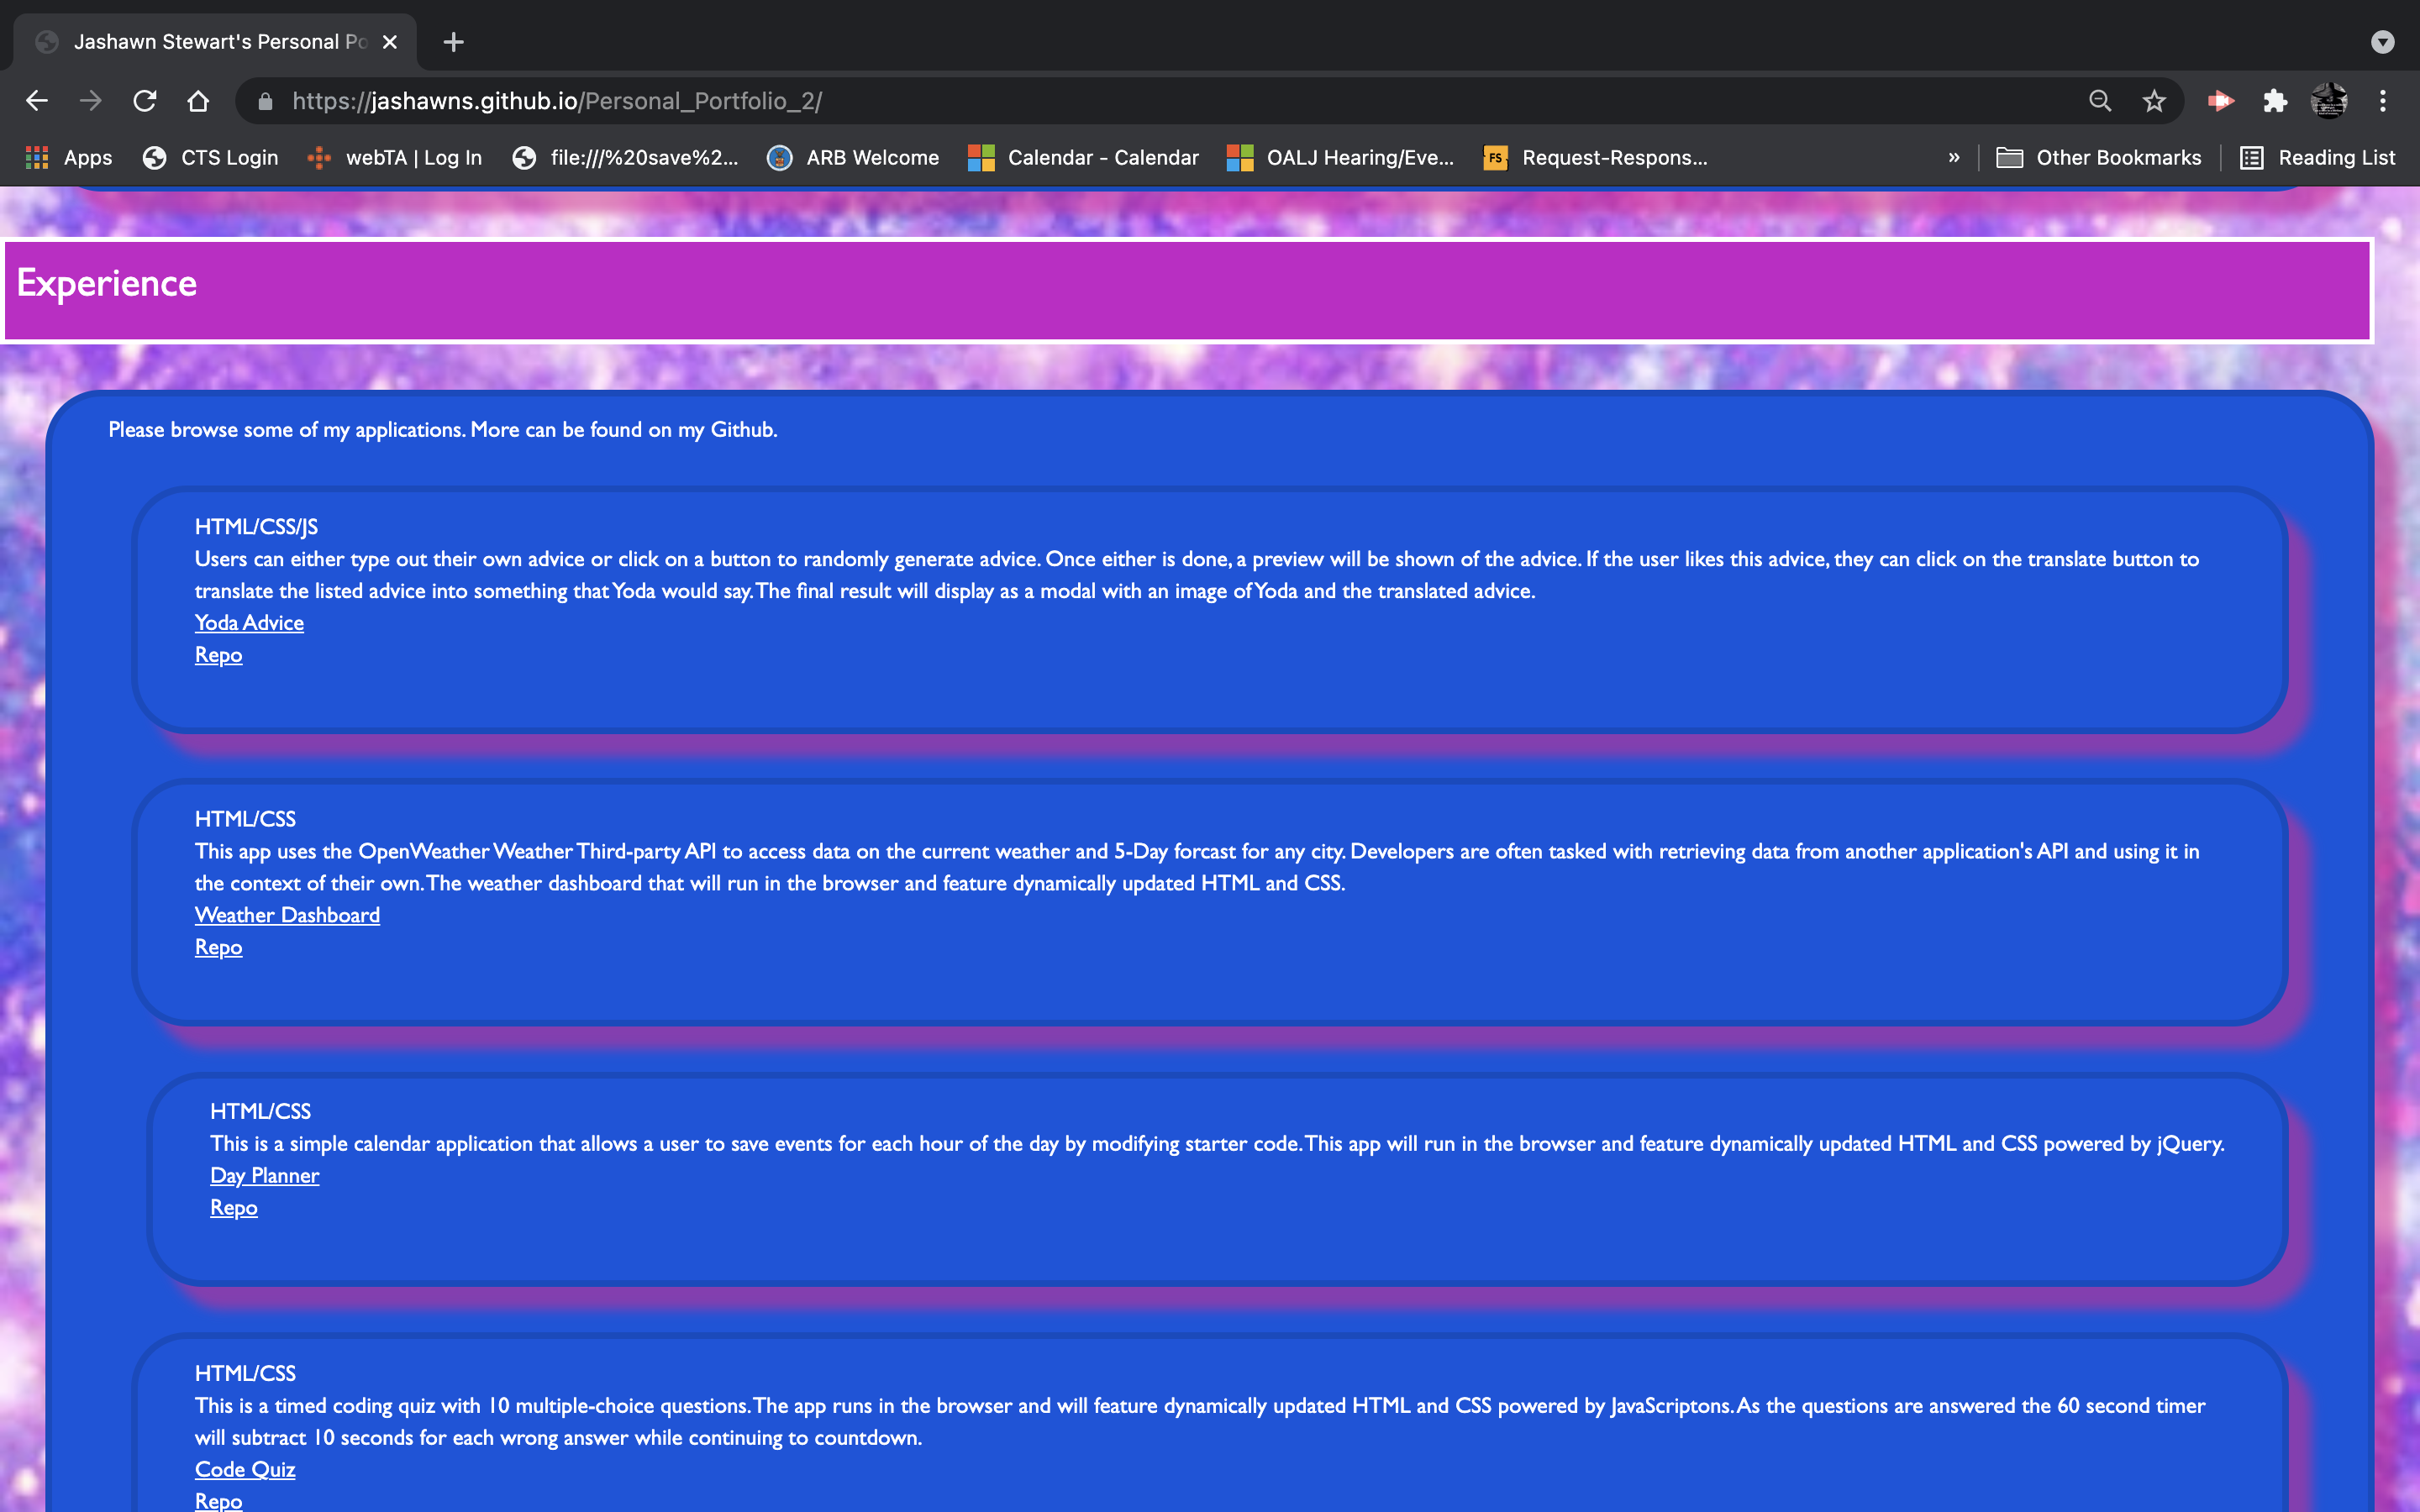 Jashawn Stewart's Personal Po
https://jashawns.github.io/Personal_Portfolio_2/
Apps CTS Login webTA | Log In file:///%20save%2... ARB Welcome Calendar - Calendar OALJ Hearing/Eve... FS Request-Respons... » Other Bookmarks Reading List
Experience
Please browse some of my applications. More can be found on my Github.
HTML/CSS/JS
Users can either type out their own advice or click on a button to randomly generate advice. Once either is done, a preview will be shown of the advice. If the user likes this advice, they can click on the translate button to
translate the listed advice into something that Yoda would say. The final result will display as a modal with an image of Yoda and the translated advice.
Yoda Advice
Repo
HTML/CSS
This app uses the OpenWeather Weather Third-party API to access data on the current weather and 5-Day forcast for any city. Developers are often tasked with retrieving data from another application's API and using it in
the context of their own. The weather dashboard that will run in the browser and feature dynamically updated HTML and CSS.
Weather Dashboard
Repo
HTML/CSS
This is a simple calendar application that allows a user to save events for each hour of the day by modifying starter code. This app will run in the browser and feature dynamically updated HTML and CSS powered by jQuery.
Day Planner
Repo
HTML/CSS
This is a timed coding quiz with 10 multiple-choice questions. The app runs in the browser and will feature dynamically updated HTML and CSS powered by JavaScriptons. As the questions are answered the 60 second timer
will subtract 10 seconds for each wrong answer while continuing to countdown.
Code Quiz
Repo